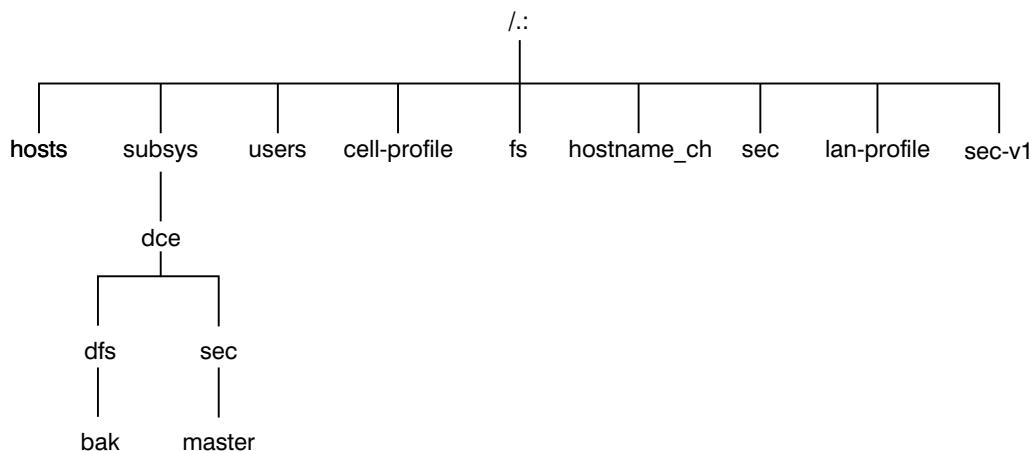 /.:
hosts subsys users cell-profile fs hostname_ch sec lan-profile sec-v1
dce
dfs sec
bak master